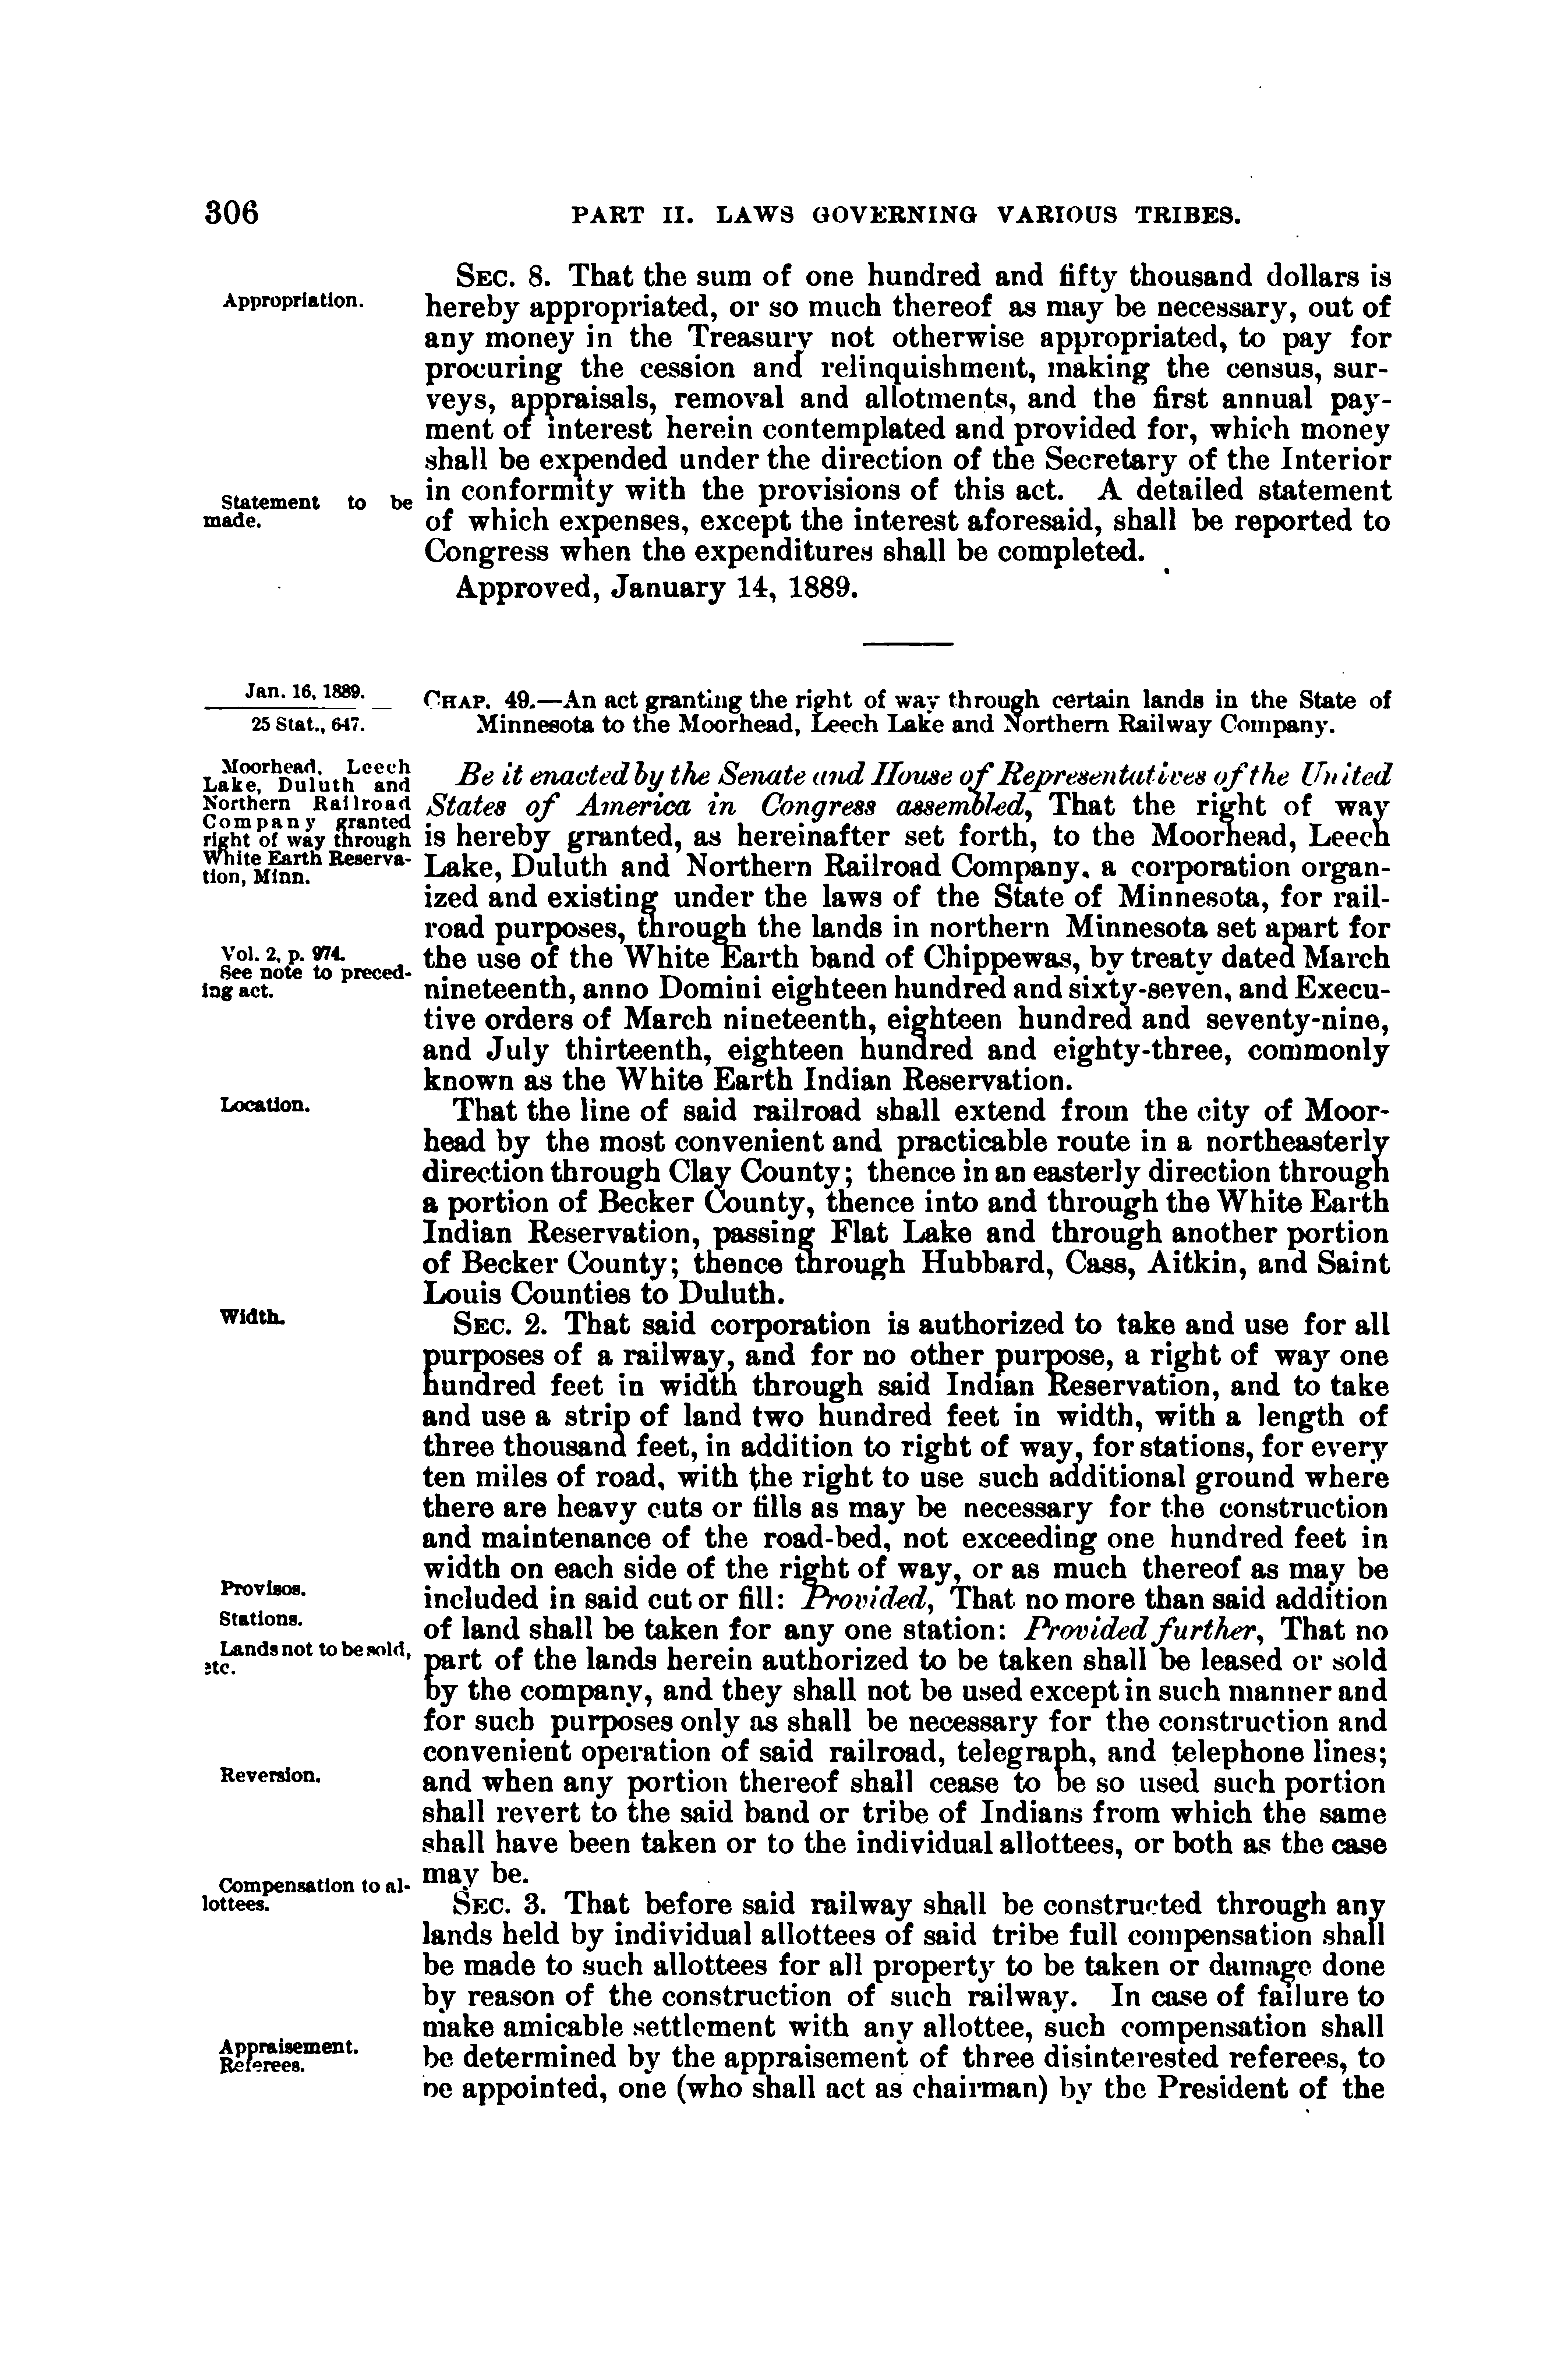 306
PART II. LAWS GOVERNING VARIOUS TRIBES.
Appropriation.
SEC. 8. That the sum of one hundred and fifty thousand dollars is
hereby appropriated, or so much thereof as may be necessary, out of
any money in the Treasury not otherwise appropriated, to pay for
procuring the cession and relinquishment, making the census, sur-
veys, appraisals, removal and allotments, and the first annual pay-
ment of interest herein contemplated and provided for, which money
shall be expended under the direction of the Secretary of the Interior
Statement to be
made.
in conformity with the provisions of this act. A detailed statement
of which expenses, except the interest aforesaid, shall be reported to
Congress when the expenditures shall be completed.
Approved, January 14, 1889.
Jan. 16, 1889.
25 Stat., 647.
CHAP. 49.—An act granting the right of way through certain lands in the State of
Minnesota to the Moorhead, Leech Lake and Northern Railway Company.
Moorhead, Leech
Lake, Duluth and
Northern Railroad
Company granted
right of way through
White Earth Reserva-
tion, Minn.
Be it enacted by the Senate and House of Representatives of the United
States of America in Congress assembled, That the right of way
is hereby granted, as hereinafter set forth, to the Moorhead, Leech
Lake, Duluth and Northern Railroad Company, a corporation organ-
ized and existing under the laws of the State of Minnesota, for rail-
road purposes, through the lands in northern Minnesota set apart for
Vol. 2, p. 974.
See note to preced-
ing act.
the use of the White Earth band of Chippewas, by treaty dated March
nineteenth, anno Domini eighteen hundred and sixty-seven, and Execu-
tive orders of March nineteenth, eighteen hundred and seventy-nine,
and July thirteenth, eighteen hundred and eighty-three, commonly
known as the White Earth Indian Reservation.
Location.
That the line of said railroad shall extend from the city of Moor-
head by the most convenient and practicable route in a northeasterly
direction through Clay County; thence in an easterly direction through
a portion of Becker County, thence into and through the White Earth
Indian Reservation, passing Flat Lake and through another portion
of Becker County; thence through Hubbard, Cass, Aitkin, and Saint
Louis Counties to Duluth.
Width.
SEC. 2. That said corporation is authorized to take and use for all
purposes of a railway, and for no other purpose, a right of way one
hundred feet in width through said Indian Reservation, and to take
and use a strip of land two hundred feet in width, with a length of
three thousand feet, in addition to right of way, for stations, for every
ten miles of road, with the right to use such additional ground where
there are heavy cuts or fills as may be necessary for the construction
and maintenance of the road-bed, not exceeding one hundred feet in
width on each side of the right of way, or as much thereof as may be
Provisos.
Stations.
Lands not to be sold,
etc.
included in said cut or fill: Provided, That no more than said addition
of land shall be taken for any one station: Provided further, That no
part of the lands herein authorized to be taken shall be leased or sold
by the company, and they shall not be used except in such manner and
for such purposes only as shall be necessary for the construction and
convenient operation of said railroad, telegraph, and telephone lines;
Reversion.
and when any portion thereof shall cease to be so used such portion
shall revert to the said band or tribe of Indians from which the same
shall have been taken or to the individual allottees, or both as the case
may be.
Compensation to al-
lottees.
SEC. 3. That before said railway shall be constructed through any
lands held by individual allottees of said tribe full compensation shall
be made to such allottees for all property to be taken or damage done
by reason of the construction of such railway. In case of failure to
make amicable settlement with any allottee, such compensation shall
Appraisement.
Referees.
be determined by the appraisement of three disinterested referees, to
be appointed, one (who shall act as chairman) by the President of the